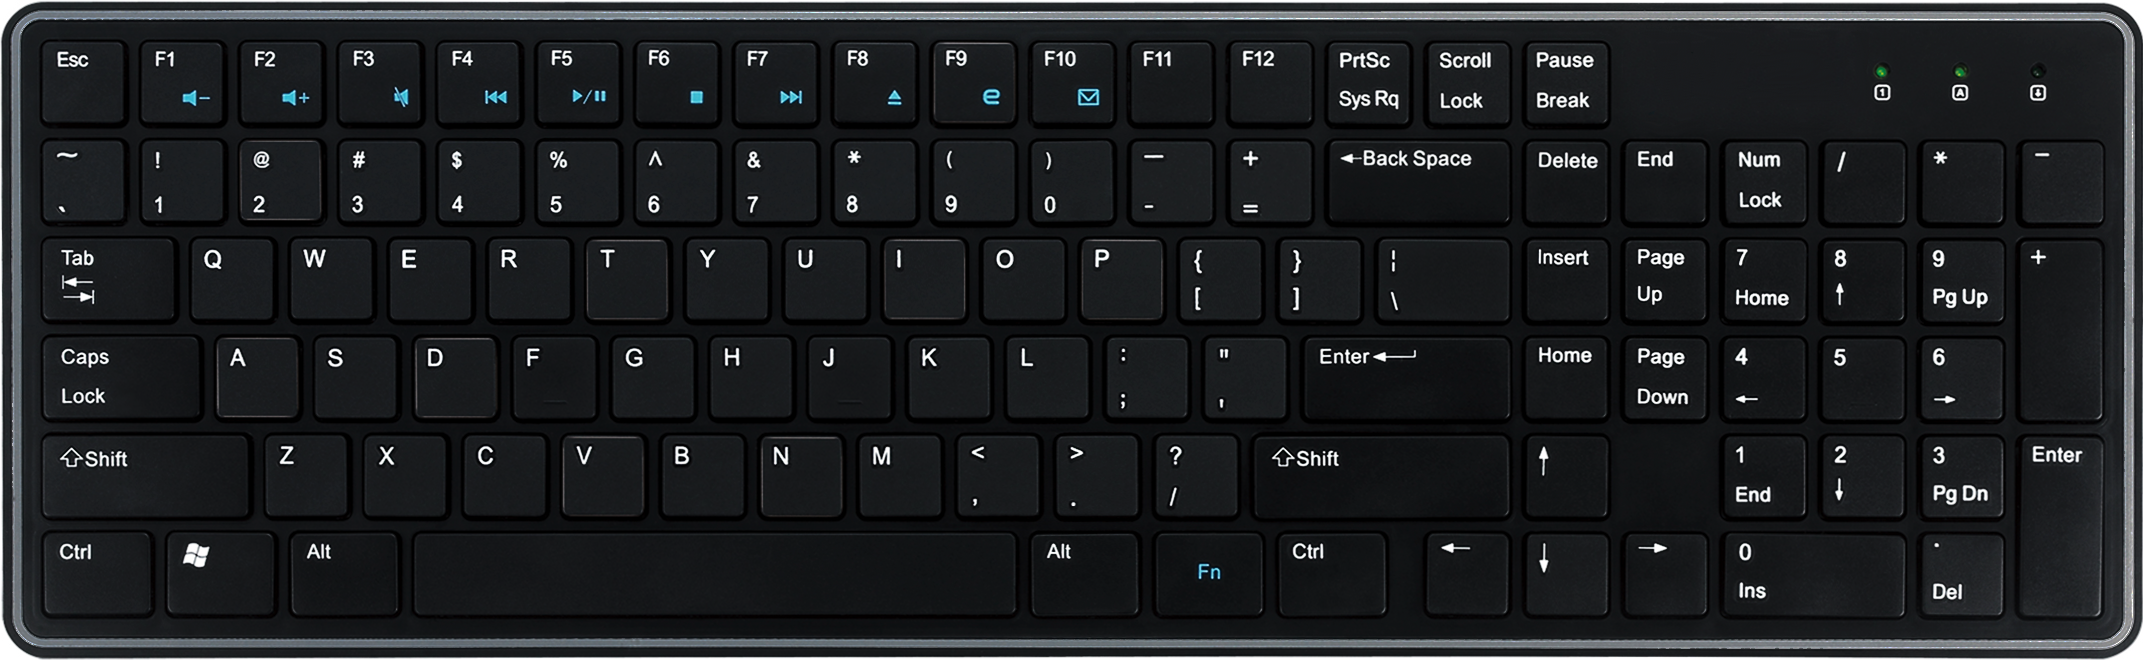 Esc F1 F2 F3 F4 F5 F6 F7 F8 F9 F10 F11 F12 PrtSc Scroll Pause
e Sys Rq Lock Break
1 A
~ ! @ # $ % ^ & * ( ) — + ←Back Space Delete End Num / * −
` 1 2 3 4 5 6 7 8 9 0 - = Lock
Tab Q W E R T Y U I O P { } ¦ Insert Page 7 8 9 +
[ ] \ Up Home ↑ Pg Up
Caps A S D F G H J K L : " Enter Home Page 4 5 6
Lock ; ' Down ← →
⇧Shift Z X C V B N M < > ? ⇧Shift ↑ 1 2 3 Enter
, . / End ↓ Pg Dn
Ctrl Alt Alt Fn Ctrl ← ↓ → 0 .
Ins Del